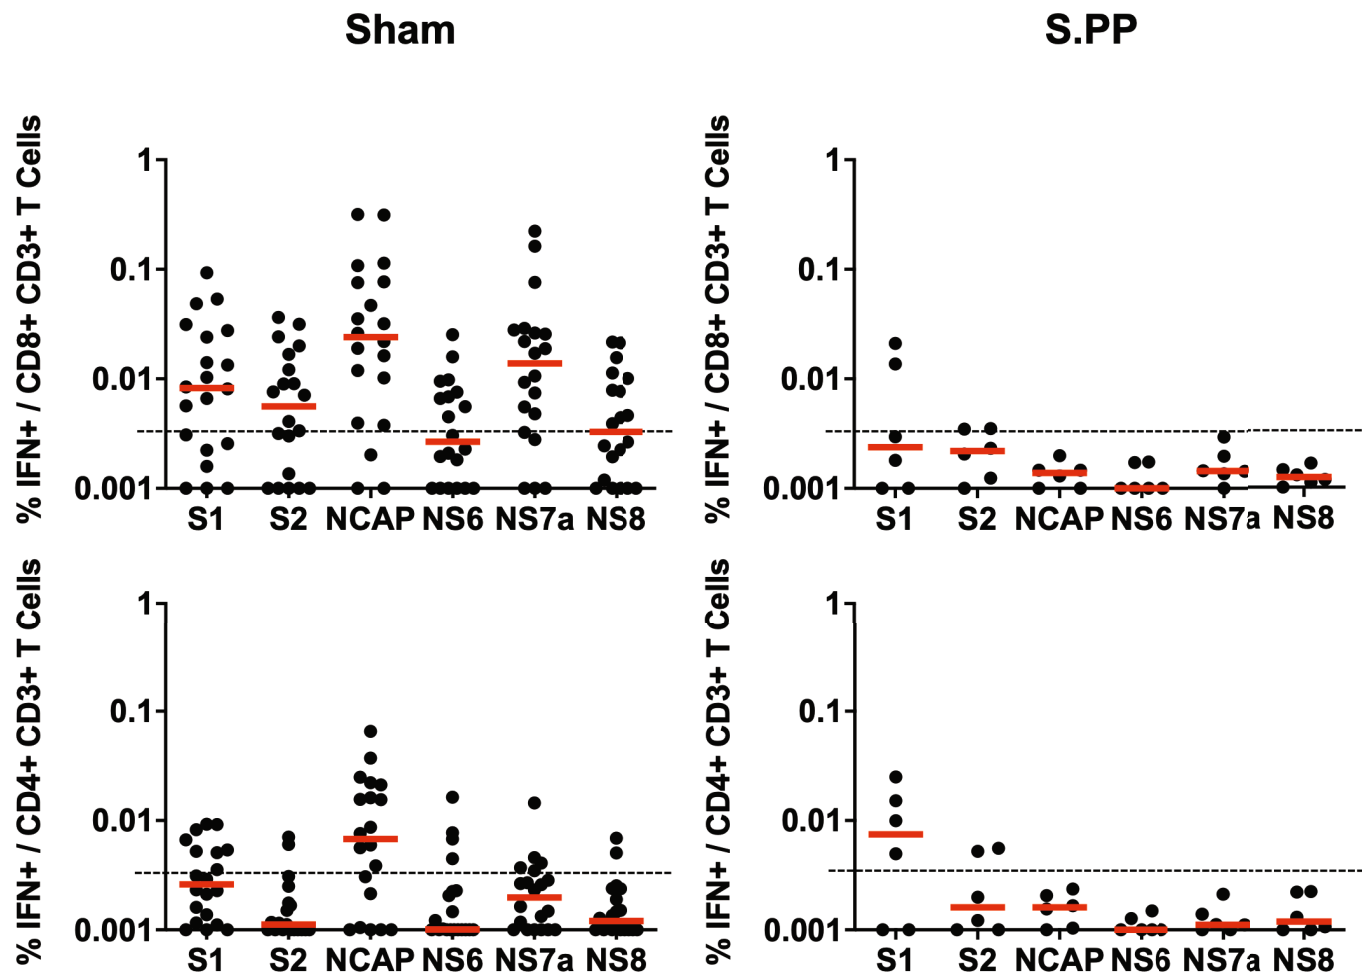 Sham
S.PP
% IFN+ / CD8+ CD3+ T Cells
1
0.1
0.01
0.001
S1 S2 NCAP NS6 NS7a NS8
% IFN+ / CD8+ CD3+ T Cells
1
0.1
0.01
0.001
S1 S2 NCAP NS6 NS7a NS8
% IFN+ / CD4+ CD3+ T Cells
1
0.1
0.01
0.001
S1 S2 NCAP NS6 NS7a NS8
% IFN+ / CD4+ CD3+ T Cells
1
0.1
0.01
0.001
S1 S2 NCAP NS6 NS7a NS8